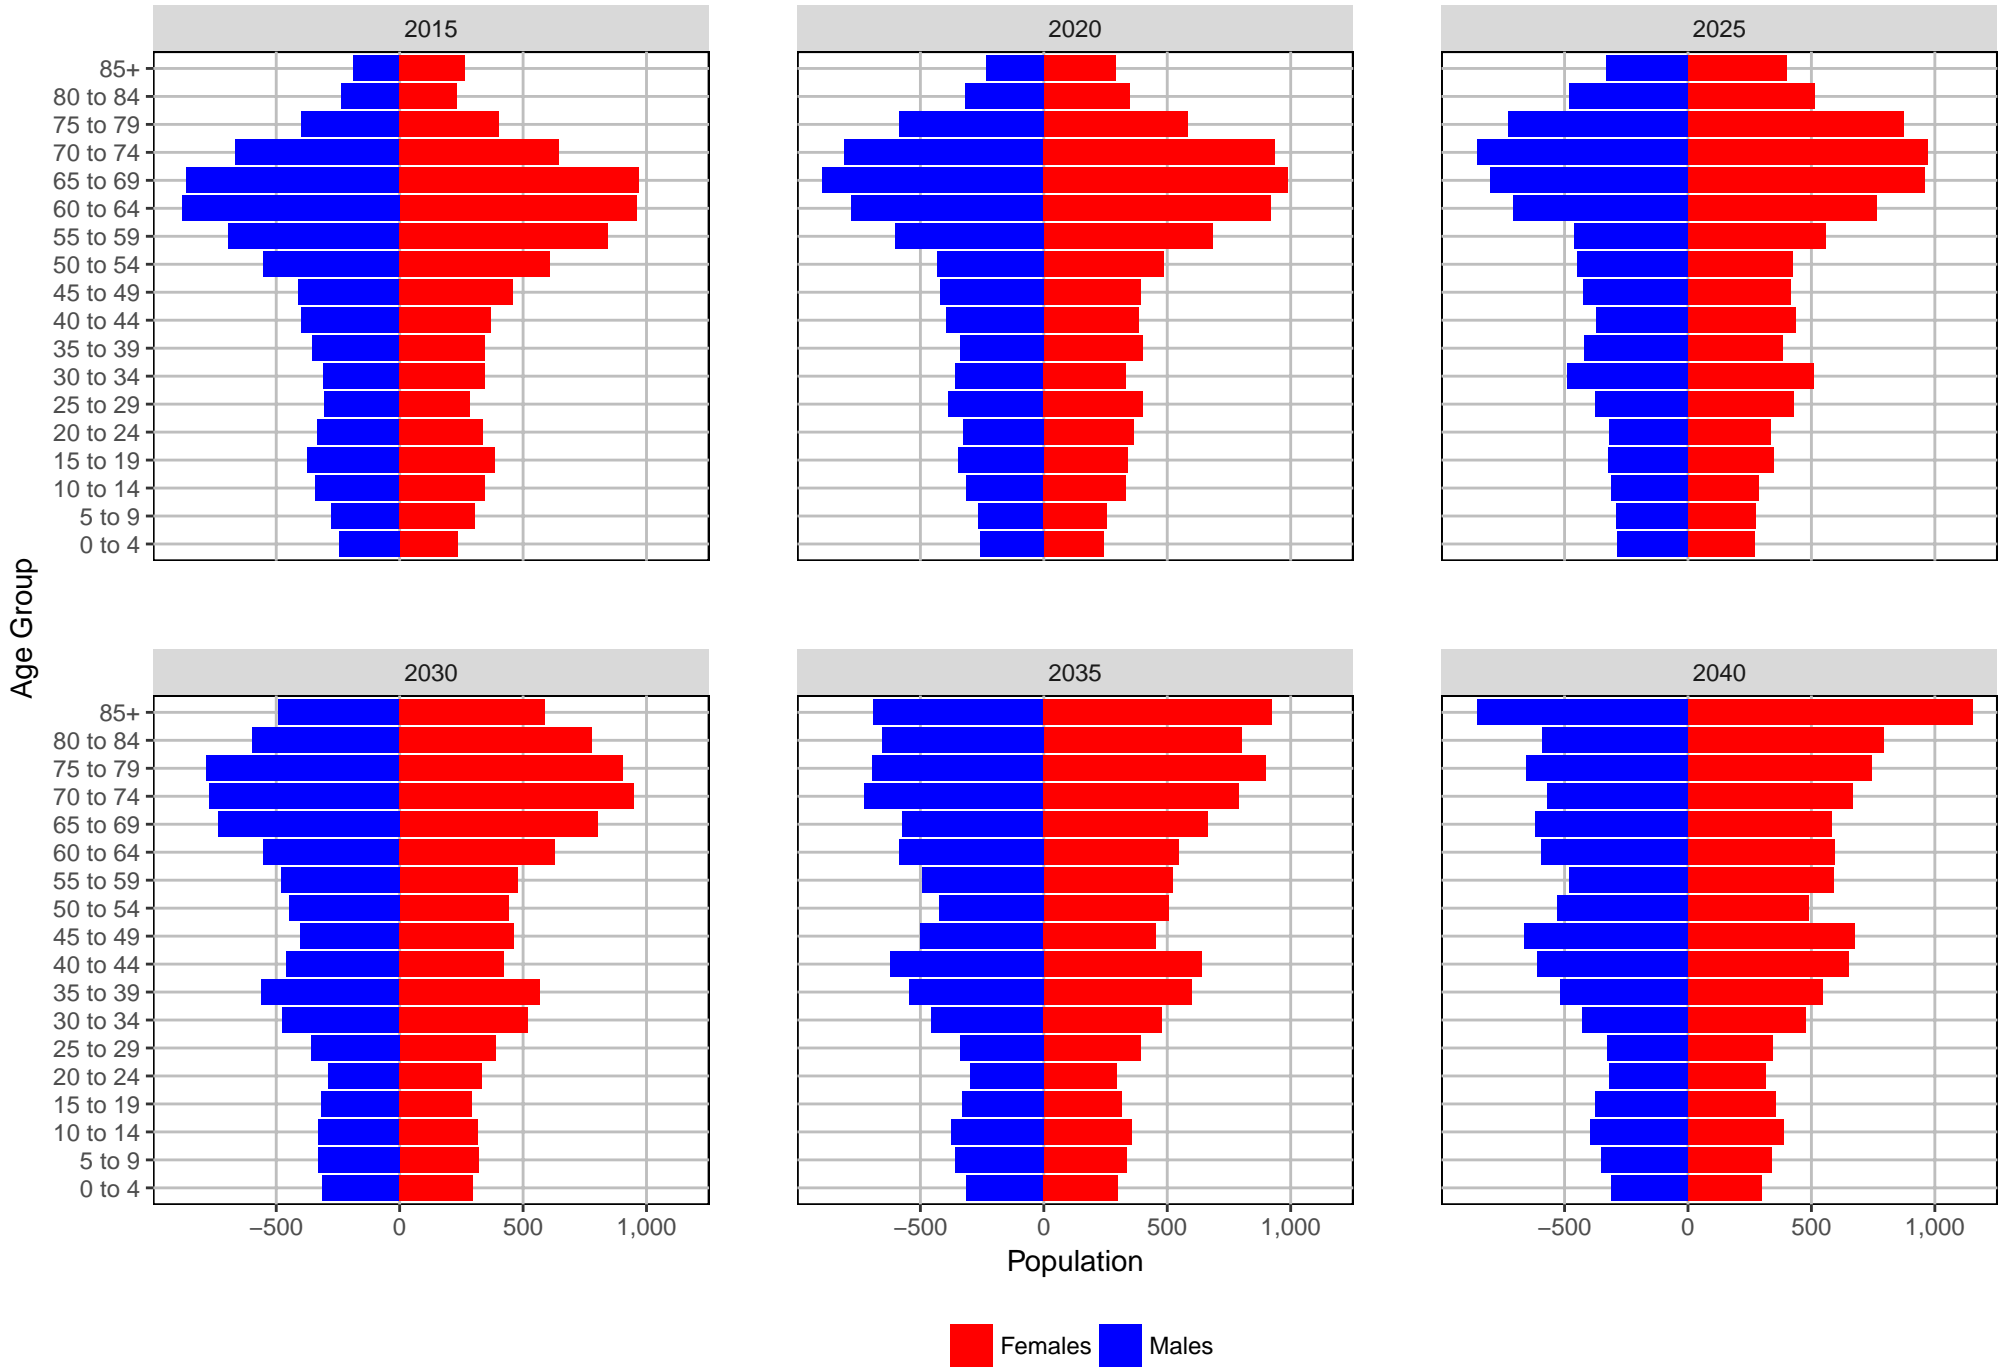 2015
2020
2025
85+
80 to 84
75 to 79
70 to 74
65 to 69
60 to 64
55 to 59
50 to 54
45 to 49
40 to 44
35 to 39
30 to 34
25 to 29
20 to 24
15 to 19
10 to 14
5 to 9
0 to 4
Age Group
2030
2035
2040
85+
80 to 84
75 to 79
70 to 74
65 to 69
60 to 64
55 to 59
50 to 54
45 to 49
40 to 44
35 to 39
30 to 34
25 to 29
20 to 24
15 to 19
10 to 14
5 to 9
0 to 4
−500 0 500 1,000
−500 0 500 1,000
−500 0 500 1,000
Population
Females Males